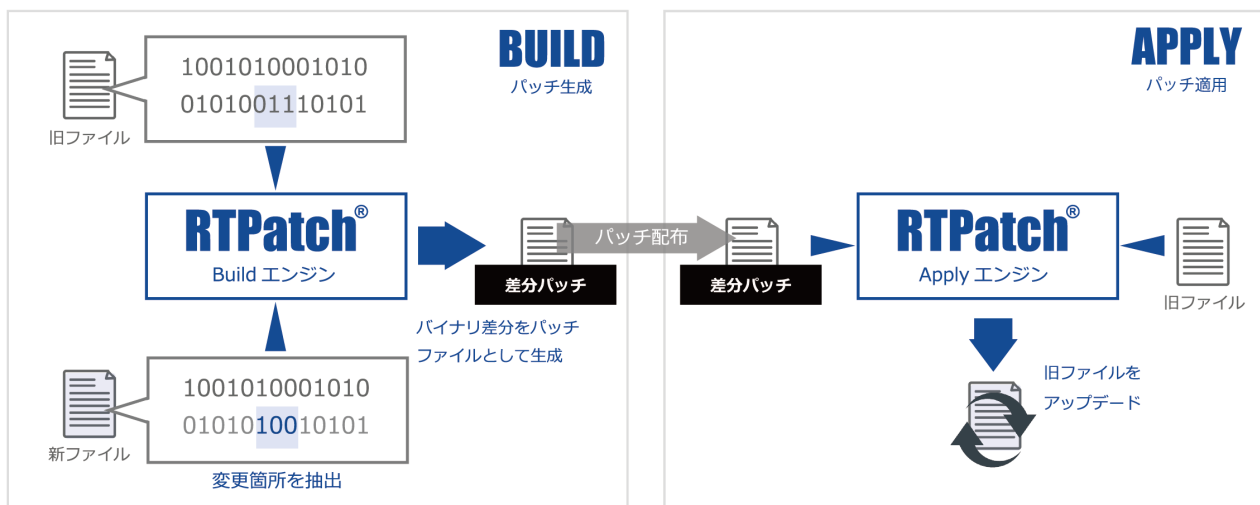 BUILD
パッチ生成
1001010001010
0101001110101
旧ファイル
RTPatch®
Build エンジン
差分パッチ
バイナリ差分をパッチ
ファイルとして生成
1001010001010
0101010010101
新ファイル
変更箇所を抽出
パッチ配布
APPLY
パッチ適用
差分パッチ
RTPatch®
Apply エンジン
旧ファイル
旧ファイルを
アップデード